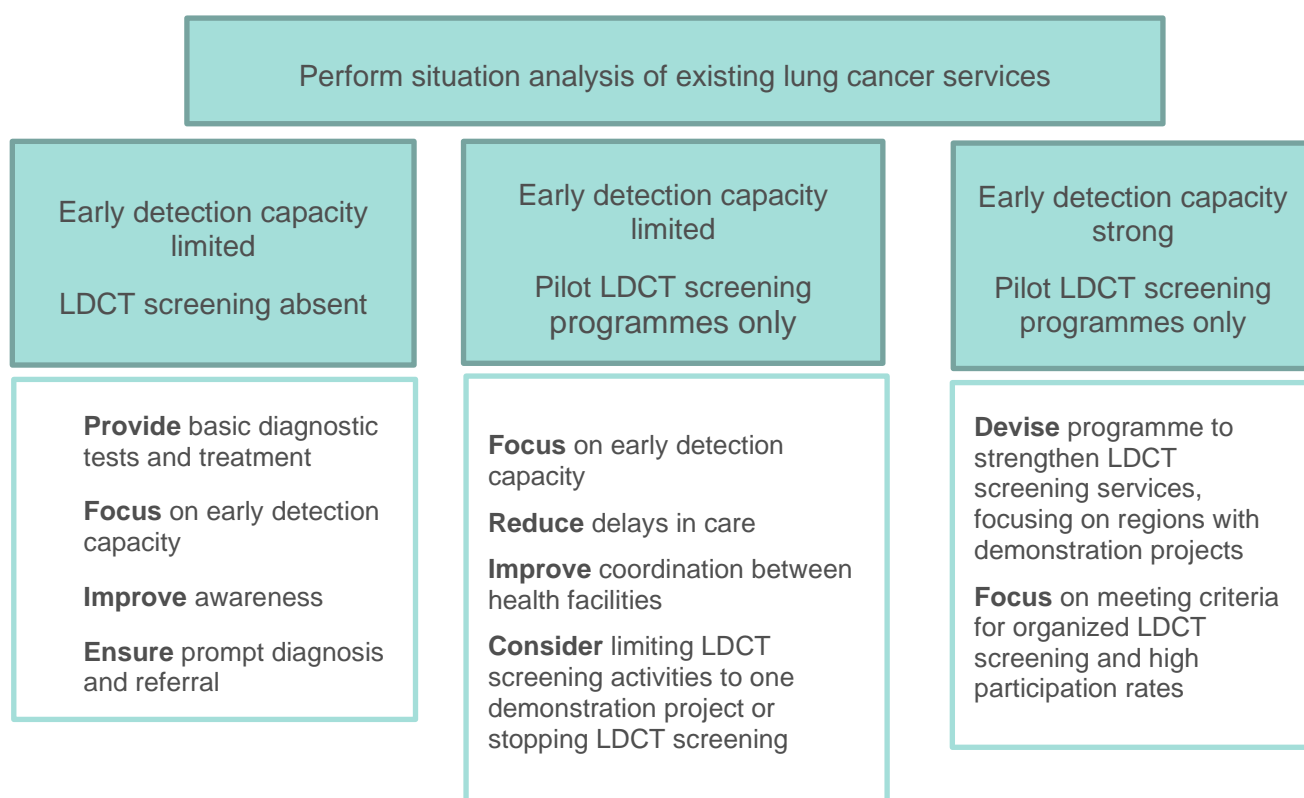 Perform situation analysis of existing lung cancer services
Early detection capacity
limited
LDCT screening absent
Provide basic diagnostic
tests and treatment
Focus on early detection
capacity
Improve awareness
Ensure prompt diagnosis
and referral
Early detection capacity
limited
Pilot LDCT screening
programmes only
Focus on early detection
capacity
Reduce delays in care
Improve coordination between
health facilities
Consider limiting LDCT
screening activities to one
demonstration project or
stopping LDCT screening
Early detection capacity
strong
Pilot LDCT screening
programmes only
Devise programme to
strengthen LDCT
screening services,
focusing on regions with
demonstration projects
Focus on meeting criteria
for organized LDCT
screening and high
participation rates